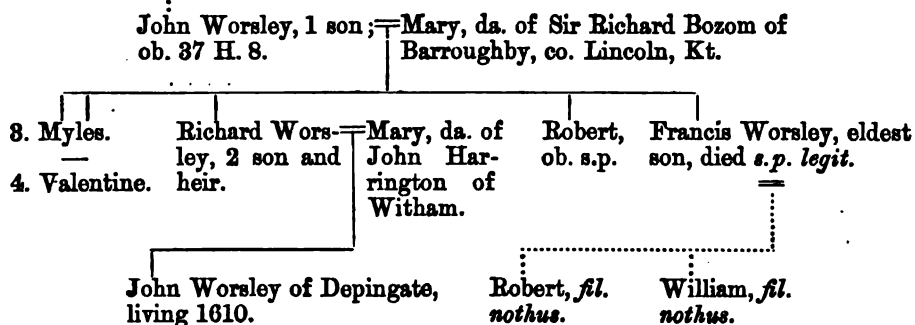 John Worsley, 1 son;
ob. 37 H. 8.
Mary, da. of Sir Richard Bozom of
Barroughby, co. Lincoln, Kt.
3. Myles.
4. Valentine.
Richard Wors-
ley, 2 son and
heir.
Mary, da. of
John Har-
rington of
Witham.
Robert,
ob. s.p.
Francis Worsley, eldest
son, died s.p. legit.
John Worsley of Depingate,
living 1610.
Robert, fil.
nothus.
William, fil.
nothus.